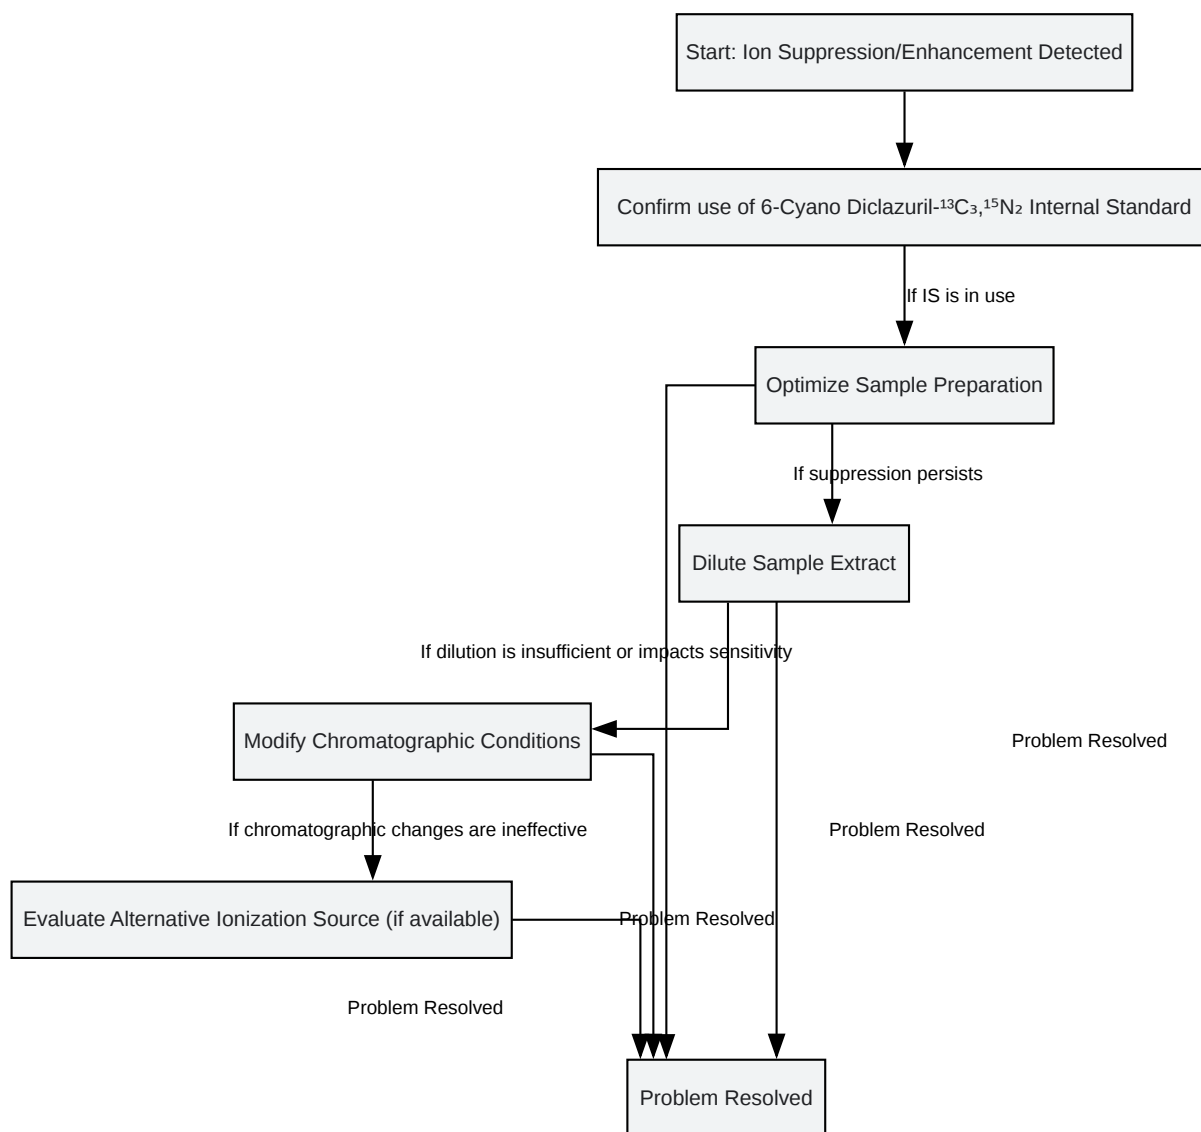 Start: Ion Suppression/Enhancement Detected
Confirm use of 6-Cyano Diclazuril-¹³C₃,¹⁵N₂ Internal Standard
If IS is in use
Optimize Sample Preparation
If suppression persists
Dilute Sample Extract
If dilution is insufficient or impacts sensitivity
Modify Chromatographic Conditions
Problem Resolved
If chromatographic changes are ineffective
Problem Resolved
Evaluate Alternative Ionization Source (if available)
Problem Resolved
Problem Resolved
Problem Resolved